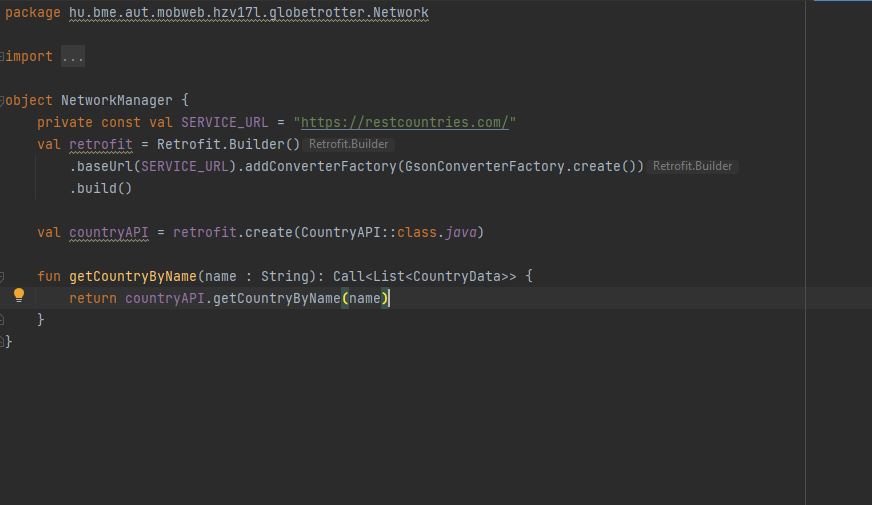 package hu.bme.aut.mobweb.hzv17l.globetrotter.Network
import ...
object NetworkManager {
private const val SERVICE_URL = "https://restcountries.com/"
val retrofit = Retrofit.Builder() Retrofit.Builder
.baseUrl(SERVICE_URL).addConverterFactory(GsonConverterFactory.create()) Retrofit.Builder
.build()
val countryAPI = retrofit.create(CountryAPI::class.java)
fun getCountryByName(name : String): Call<List<CountryData>> {
return countryAPI.getCountryByName(name)
}
}